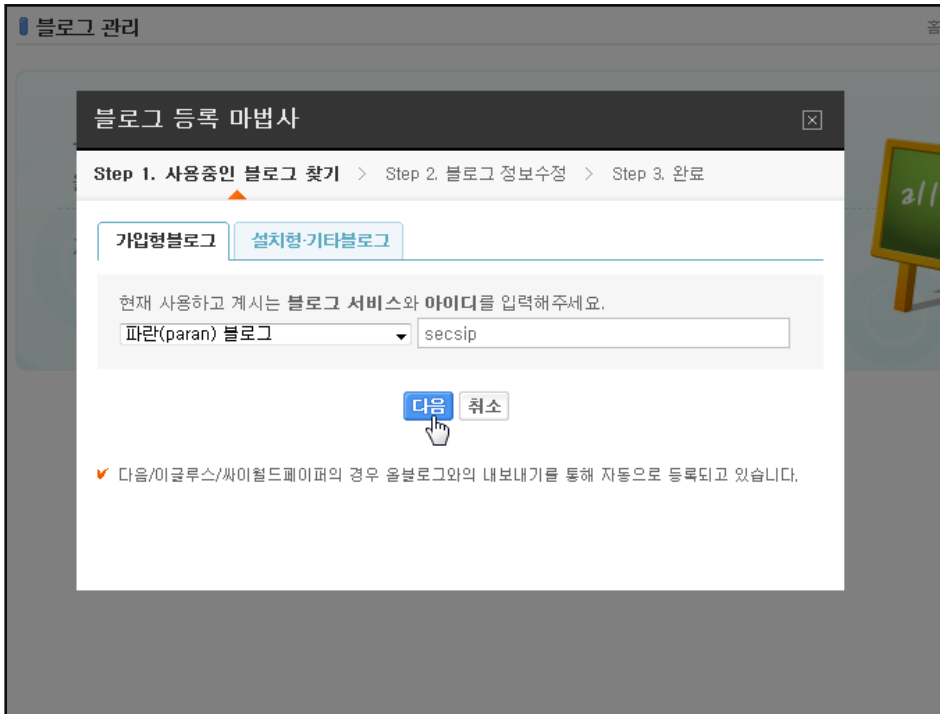 블로그 관리
홈
블로그 등록 마법사
Step 1. 사용중인 블로그 찾기 > Step 2. 블로그 정보수정 > Step 3. 완료
가입형블로그 설치형·기타블로그
현재 사용하고 계시는 블로그 서비스와 아이디를 입력해주세요.
파란(paran) 블로그 secsip
다음 취소
다음/이글루스/싸이월드페이퍼의 경우 올블로그와의 내보내기를 통해 자동으로 등록되고 있습니다.
all